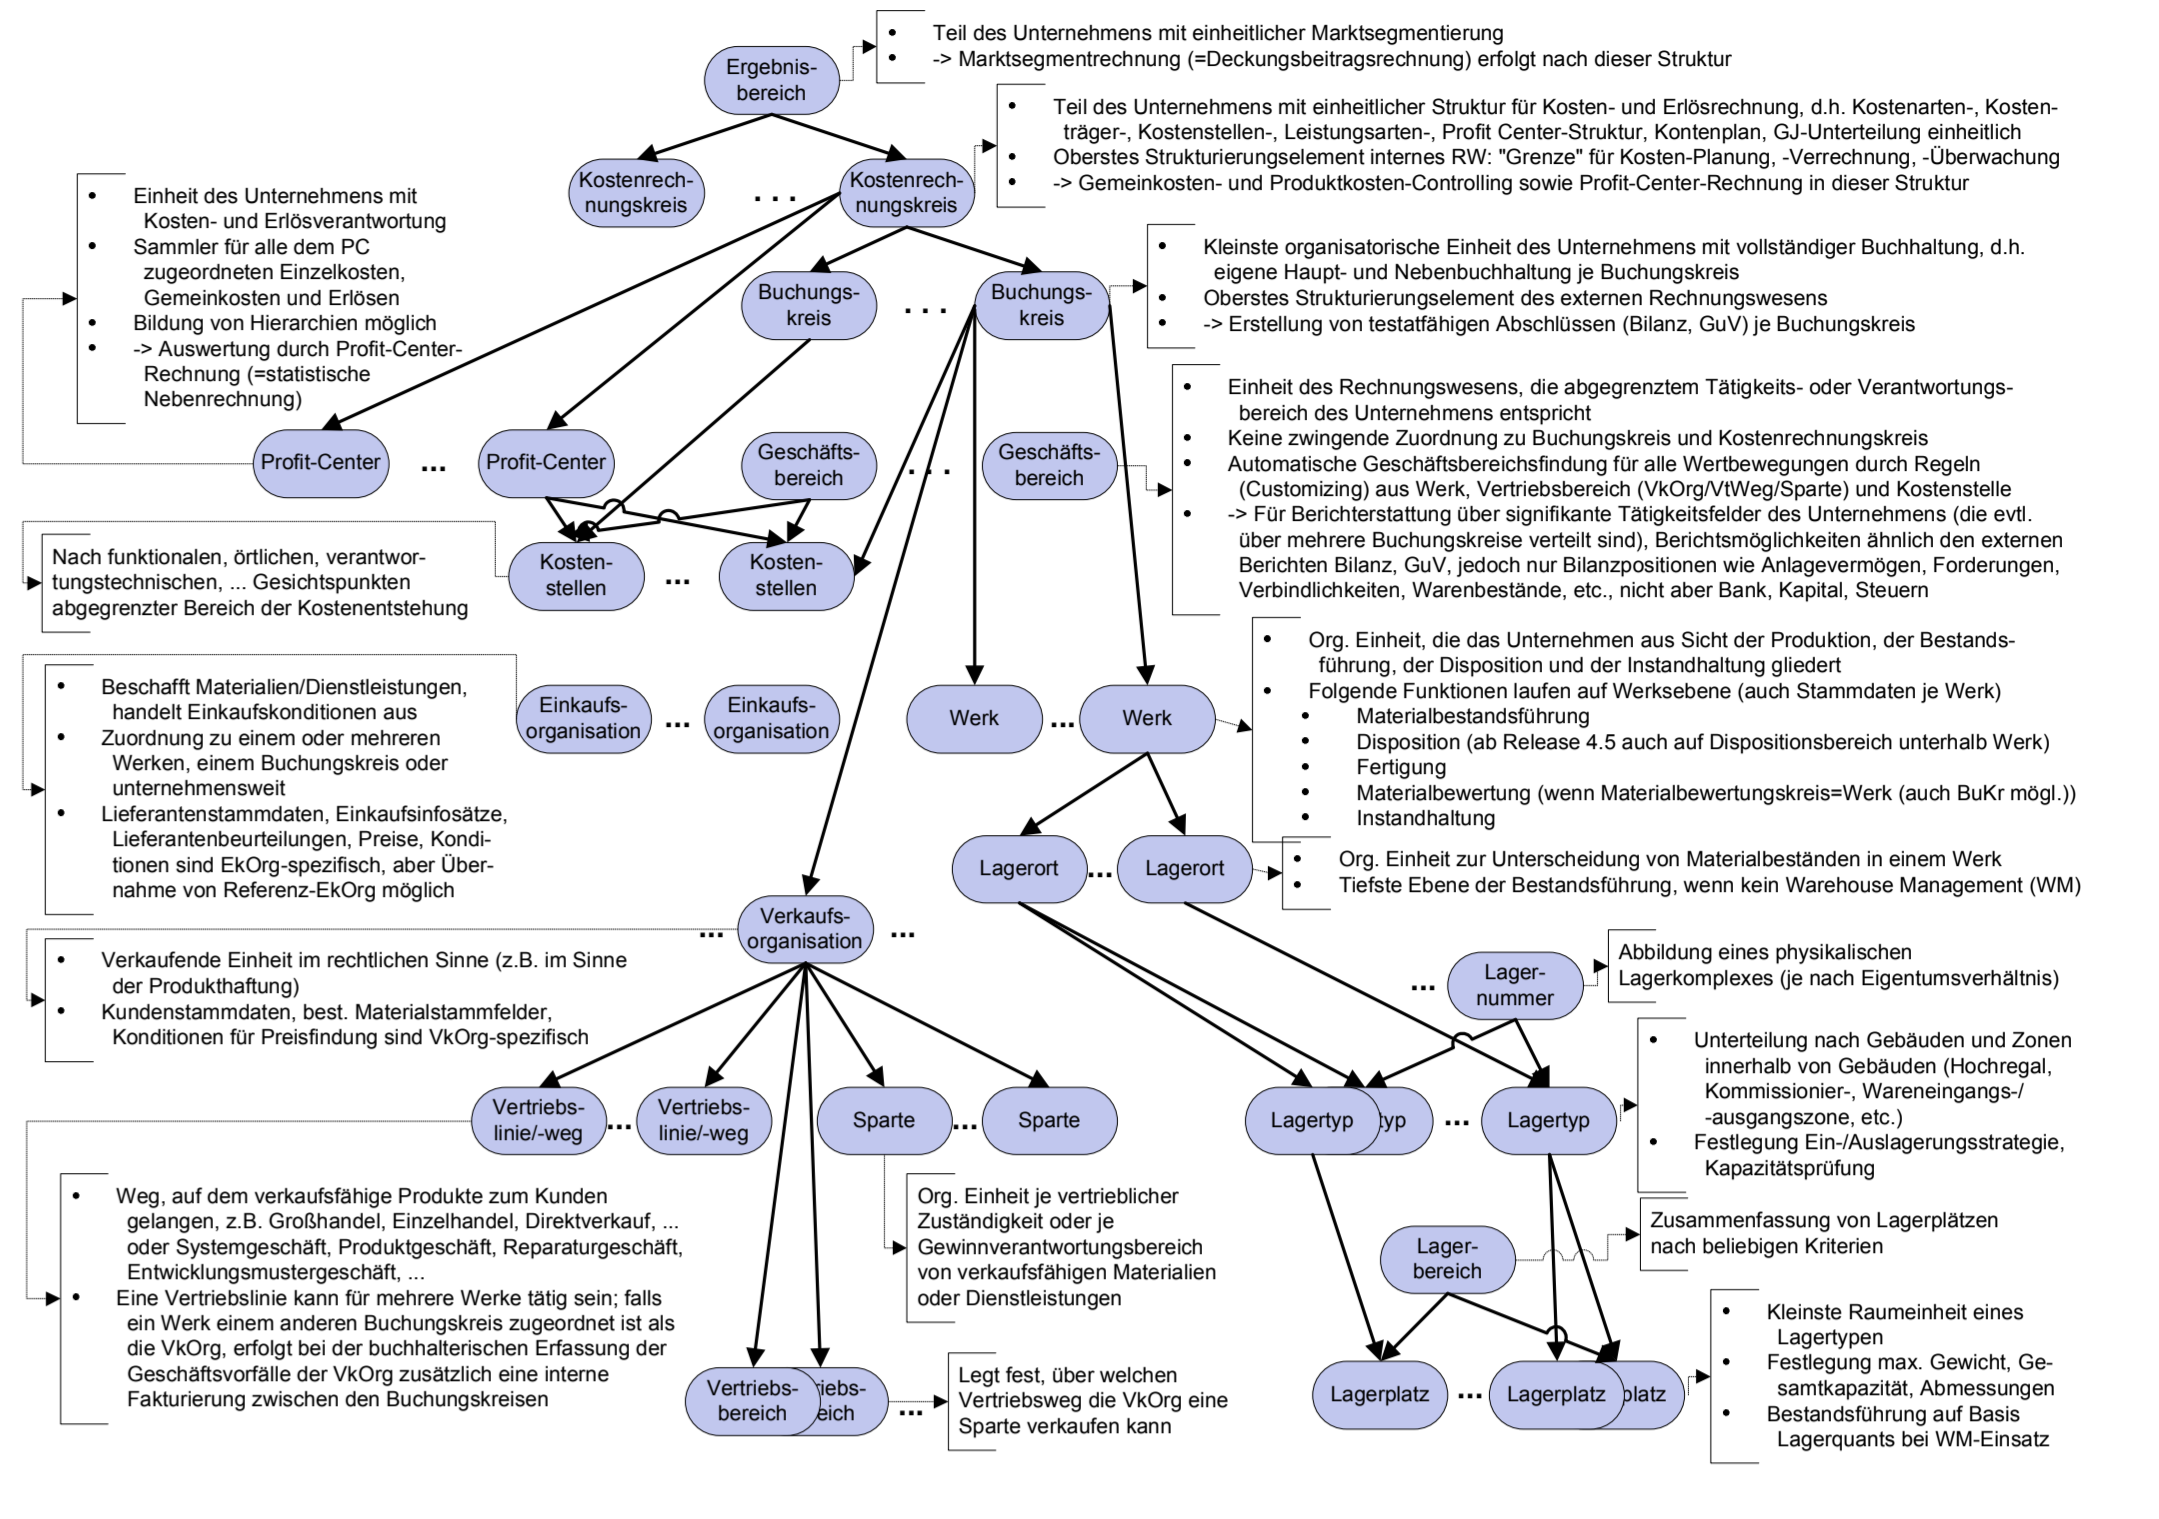 Ergebnis-
bereich
• Teil des Unternehmens mit einheitlicher Marktsegmentierung
• -> Marktsegmentrechnung (=Deckungsbeitragsrechnung) erfolgt nach dieser Struktur
Kostenrech-
nungskreis
. . .
Kostenrech-
nungskreis
• Teil des Unternehmens mit einheitlicher Struktur für Kosten- und Erlösrechnung, d.h. Kostenarten-, Kosten-
träger-, Kostenstellen-, Leistungsarten-, Profit Center-Struktur, Kontenplan, GJ-Unterteilung einheitlich
• Oberstes Strukturierungselement internes RW: "Grenze" für Kosten-Planung, -Verrechnung, -Überwachung
• -> Gemeinkosten- und Produktkosten-Controlling sowie Profit-Center-Rechnung in dieser Struktur
• Einheit des Unternehmens mit
Kosten- und Erlösverantwortung
• Sammler für alle dem PC
zugeordneten Einzelkosten,
Gemeinkosten und Erlösen
• Bildung von Hierarchien möglich
• -> Auswertung durch Profit-Center-
Rechnung (=statistische
Nebenrechnung)
Buchungs-
kreis
. . .
Buchungs-
kreis
• Kleinste organisatorische Einheit des Unternehmens mit vollständiger Buchhaltung, d.h.
eigene Haupt- und Nebenbuchhaltung je Buchungskreis
• Oberstes Strukturierungselement des externen Rechnungswesens
• -> Erstellung von testatfähigen Abschlüssen (Bilanz, GuV) je Buchungskreis
Profit-Center
...
Profit-Center
Geschäfts-
bereich
. . .
Geschäfts-
bereich
• Einheit des Rechnungswesens, die abgegrenztem Tätigkeits- oder Verantwortungs-
bereich des Unternehmens entspricht
• Keine zwingende Zuordnung zu Buchungskreis und Kostenrechnungskreis
• Automatische Geschäftsbereichsfindung für alle Wertbewegungen durch Regeln
(Customizing) aus Werk, Vertriebsbereich (VkOrg/VtWeg/Sparte) und Kostenstelle
• -> Für Berichterstattung über signifikante Tätigkeitsfelder des Unternehmens (die evtl.
über mehrere Buchungskreise verteilt sind), Berichtsmöglichkeiten ähnlich den externen
Berichten Bilanz, GuV, jedoch nur Bilanzpositionen wie Anlagevermögen, Forderungen,
Verbindlichkeiten, Warenbestände, etc., nicht aber Bank, Kapital, Steuern
Nach funktionalen, örtlichen, verantwor-
tungstechnischen, ... Gesichtspunkten
abgegrenzter Bereich der Kostenentstehung
Kosten-
stellen
...
Kosten-
stellen
• Beschafft Materialien/Dienstleistungen,
handelt Einkaufskonditionen aus
• Zuordnung zu einem oder mehreren
Werken, einem Buchungskreis oder
unternehmensweit
• Lieferantenstammdaten, Einkaufsinfosätze,
Lieferantenbeurteilungen, Preise, Kondi-
tionen sind EkOrg-spezifisch, aber Über-
nahme von Referenz-EkOrg möglich
Einkaufs-
organisation
...
Einkaufs-
organisation
Werk
...
Werk
• Org. Einheit, die das Unternehmen aus Sicht der Produktion, der Bestands-
führung, der Disposition und der Instandhaltung gliedert
• Folgende Funktionen laufen auf Werksebene (auch Stammdaten je Werk)
• Materialbestandsführung
• Disposition (ab Release 4.5 auch auf Dispositionsbereich unterhalb Werk)
• Fertigung
• Materialbewertung (wenn Materialbewertungskreis=Werk (auch BuKr mögl.))
• Instandhaltung
Lagerort
...
Lagerort
• Org. Einheit zur Unterscheidung von Materialbeständen in einem Werk
• Tiefste Ebene der Bestandsführung, wenn kein Warehouse Management (WM)
...
Verkaufs-
organisation
...
• Verkaufende Einheit im rechtlichen Sinne (z.B. im Sinne
der Produkthaftung)
• Kundenstammdaten, best. Materialstammfelder,
Konditionen für Preisfindung sind VkOrg-spezifisch
...
Lager-
nummer
Abbildung eines physikalischen
Lagerkomplexes (je nach Eigentumsverhältnis)
Vertriebs-
linie/-weg
...
Vertriebs-
linie/-weg
Sparte
...
Sparte
Lagertyp
typ
...
Lagertyp
• Unterteilung nach Gebäuden und Zonen
innerhalb von Gebäuden (Hochregal,
Kommissionier-, Wareneingangs-/
-ausgangszone, etc.)
• Festlegung Ein-/Auslagerungsstrategie,
Kapazitätsprüfung
• Weg, auf dem verkaufsfähige Produkte zum Kunden
gelangen, z.B. Großhandel, Einzelhandel, Direktverkauf, ...
oder Systemgeschäft, Produktgeschäft, Reparaturgeschäft,
Entwicklungsmustergeschäft, ...
• Eine Vertriebslinie kann für mehrere Werke tätig sein; falls
ein Werk einem anderen Buchungskreis zugeordnet ist als
die VkOrg, erfolgt bei der buchhalterischen Erfassung der
Geschäftsvorfälle der VkOrg zusätzlich eine interne
Fakturierung zwischen den Buchungskreisen
Org. Einheit je vertrieblicher
Zuständigkeit oder je
Gewinnverantwortungsbereich
von verkaufsfähigen Materialien
oder Dienstleistungen
Lager-
bereich
Zusammenfassung von Lagerplätzen
nach beliebigen Kriterien
Vertriebs-
bereich
riebs-
eich
...
Legt fest, über welchen
Vertriebsweg die VkOrg eine
Sparte verkaufen kann
Lagerplatz
...
Lagerplatz
platz
• Kleinste Raumeinheit eines
Lagertypen
• Festlegung max. Gewicht, Ge-
samtkapazität, Abmessungen
• Bestandsführung auf Basis
Lagerquants bei WM-Einsatz